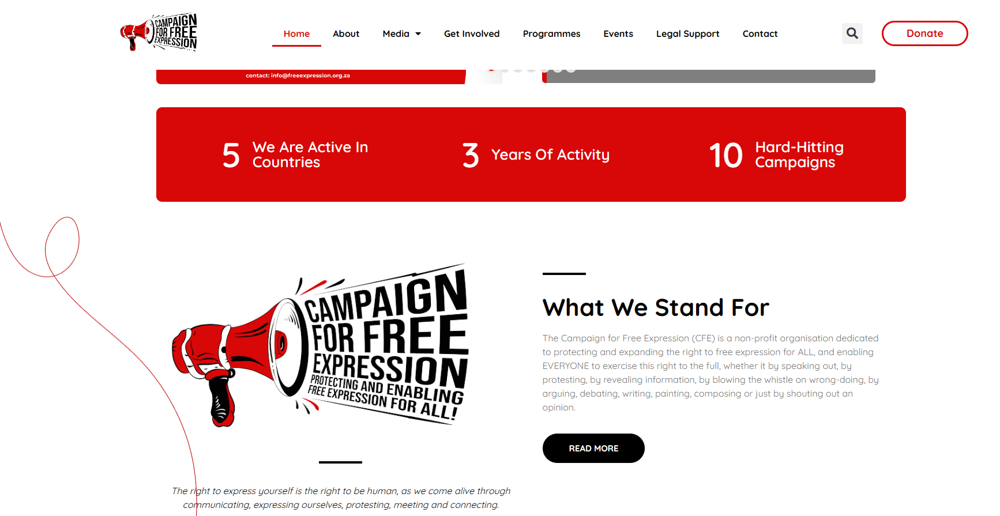 CAMPAIGN
FOR FREE
EXPRESSION
Home About Media Get Involved Programmes Events Legal Support Contact
Donate
contact: info@freeexpression.org.za
5 We Are Active In
Countries
3 Years Of Activity
10 Hard-Hitting
Campaigns
CAMPAIGN
FOR FREE
EXPRESSION
PROTECTING AND ENABLING
FREE EXPRESSION FOR ALL!
What We Stand For
The Campaign for Free Expression (CFE) is a non-profit organisation dedicated
to protecting and expanding the right to free expression for ALL, and enabling
EVERYONE to exercise this right to the full, whether it by speaking out, by
protesting, by revealing information, by blowing the whistle on wrong-doing, by
arguing, debating, writing, painting, composing or just by shouting out an
opinion.
READ MORE
The right to express yourself is the right to be human, as we come alive through
communicating, expressing ourselves, protesting, meeting and connecting.